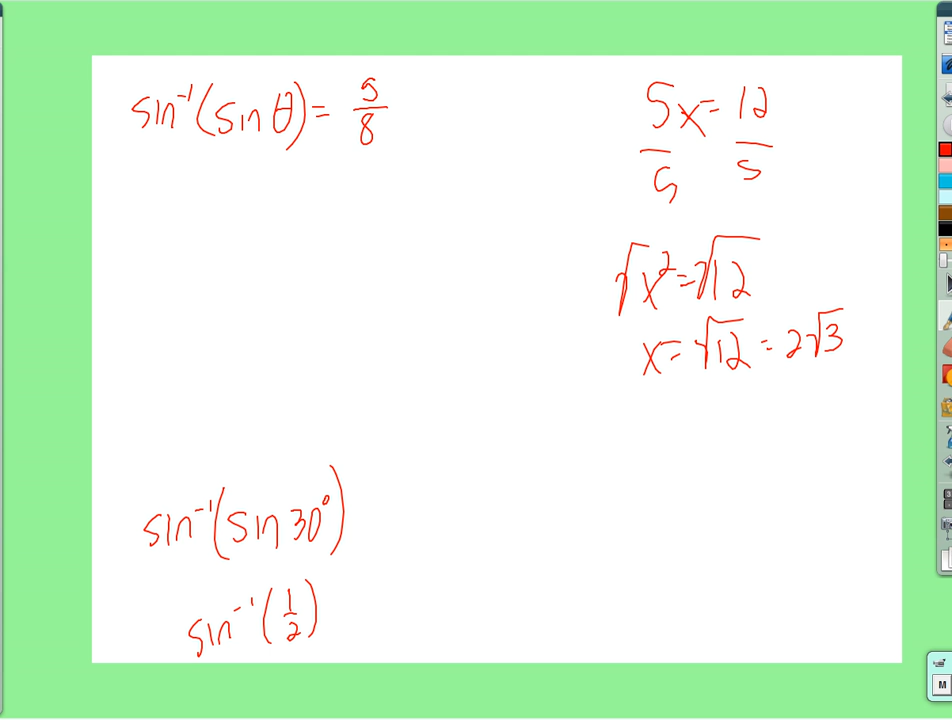 sin⁻¹(sin θ) = 5/8
5x = 12
5 5
√x² = √12
x = √12 = 2√3
sin⁻¹(sin 30°)
sin⁻¹(1/2)
M